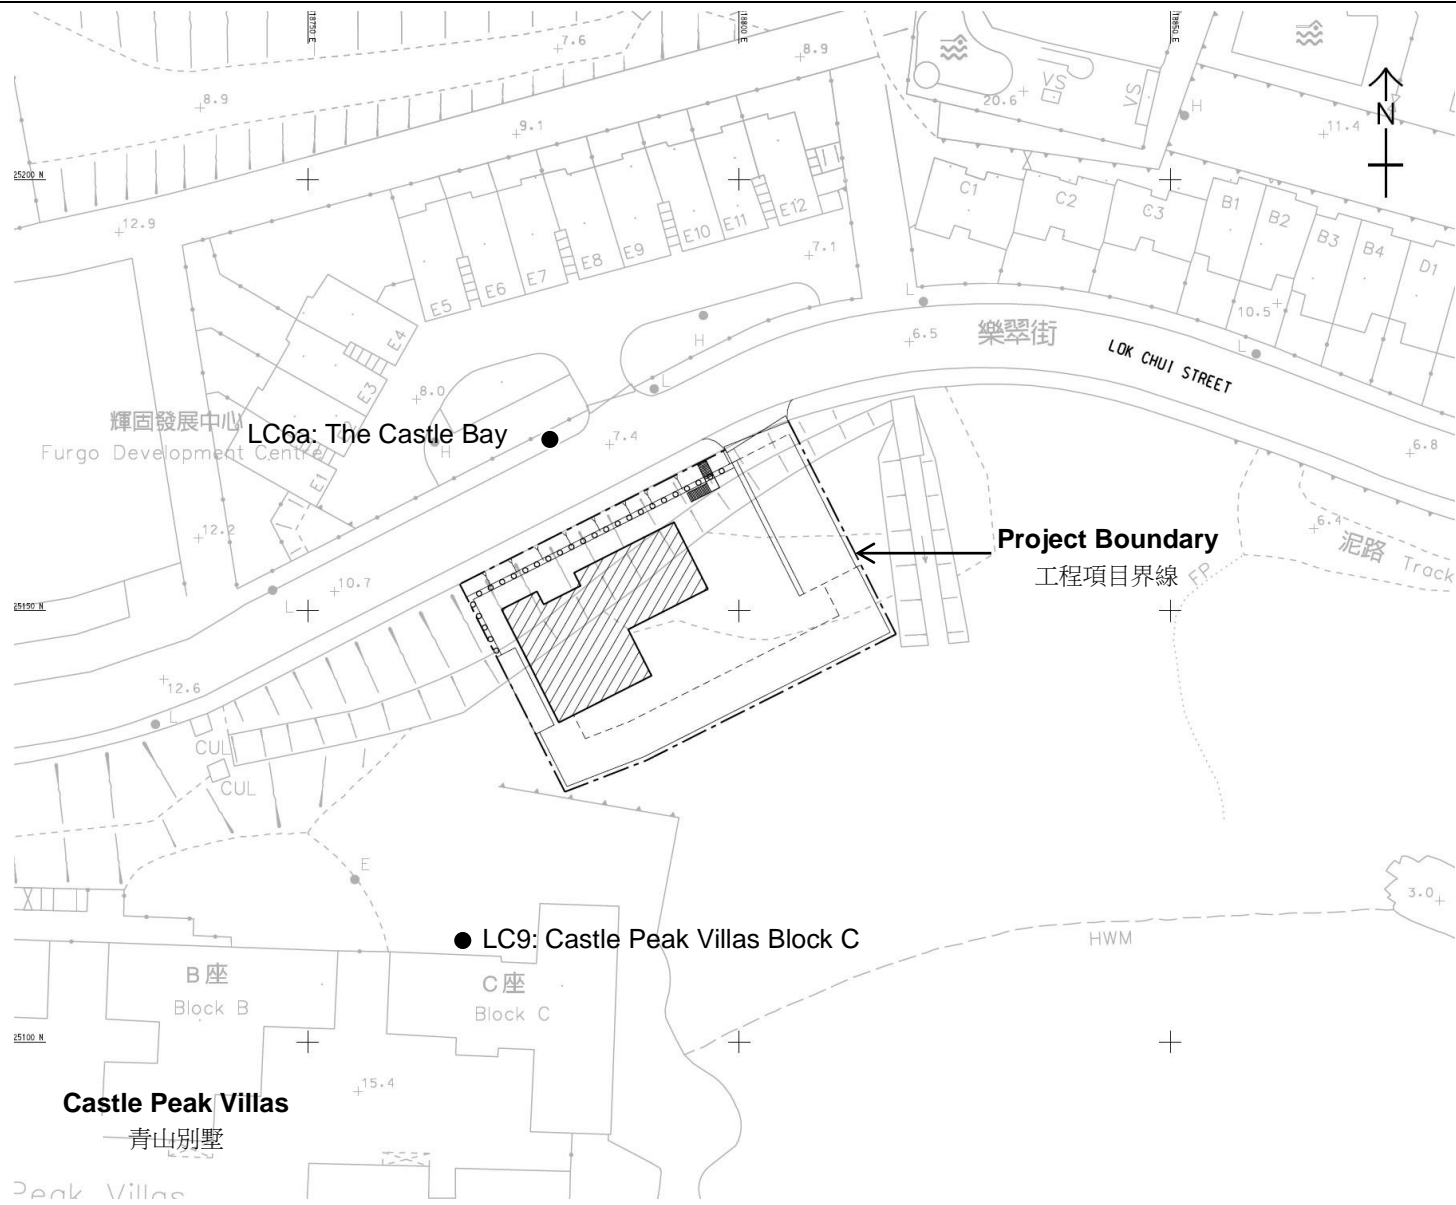 18750 E
18800 E
18850 E
7.6
8.9
8.9
9.1
20.6
VS
VS
H
N
11.4
25200 N
12.9
E5
E6
E7
E8
E9
E10
E11
E12
7.1
C1
C2
C3
B1
B2
B3
B4
D1
10.5
L
L
6.5
樂翠街
LOK CHUI STREET
H
L
E4
E3
E1
8.0
輝固發展中心
Furgo Development Centre
LC6a: The Castle Bay
H
7.4
6.8
12.2
Project Boundary
工程項目界線
6.4
泥路 Track
FP
25150 N
L
10.7
12.6
L
CUL
CUL
E
3.0
HWM
LC9: Castle Peak Villas Block C
B座
Block B
C座
Block C
25100 N
15.4
Castle Peak Villas
青山別墅
Peak Villas